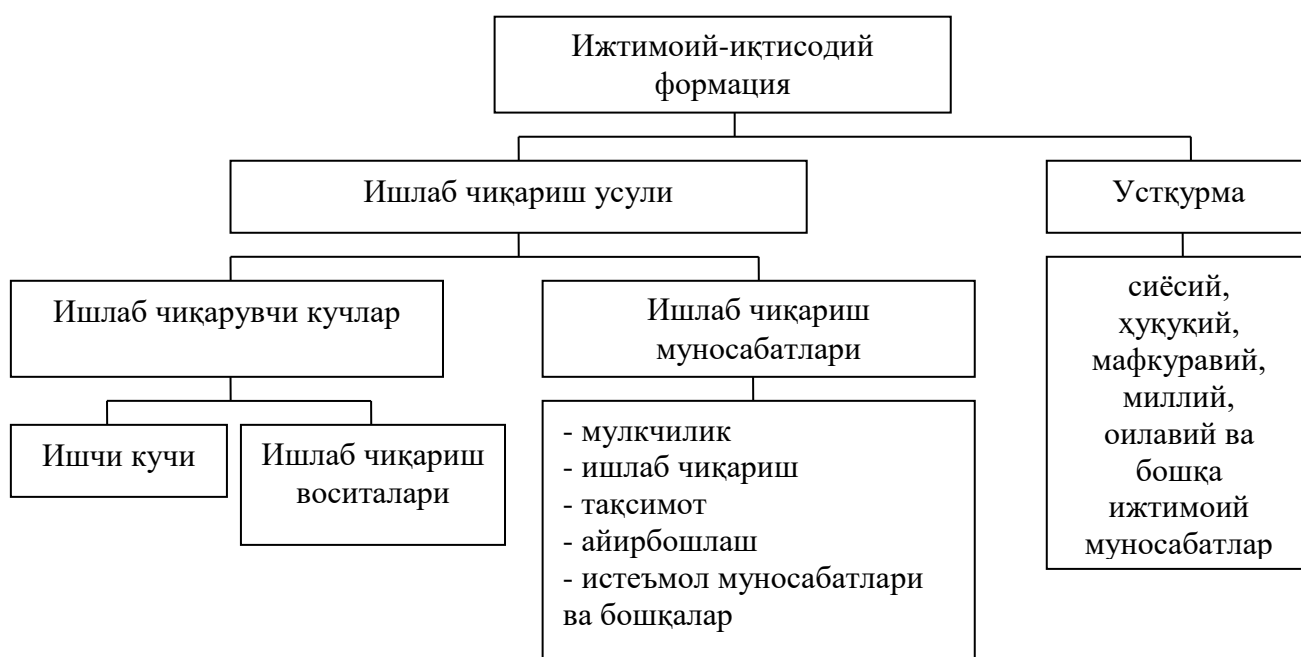 Ижтимоий-иқтисодий
формация
Ишлаб чиқариш усули
Устқурма
Ишлаб чиқарувчи кучлар
Ишлаб чиқариш
муносабатлари
сиёсий,
ҳуқуқий,
мафкуравий,
миллий,
оилавий ва
бошқа
ижтимоий
муносабатлар
Ишчи кучи
Ишлаб чиқариш
воситалари
- мулкчилик
- ишлаб чиқариш
- тақсимот
- айирбошлаш
- истеъмол муносабатлари
ва бошқалар